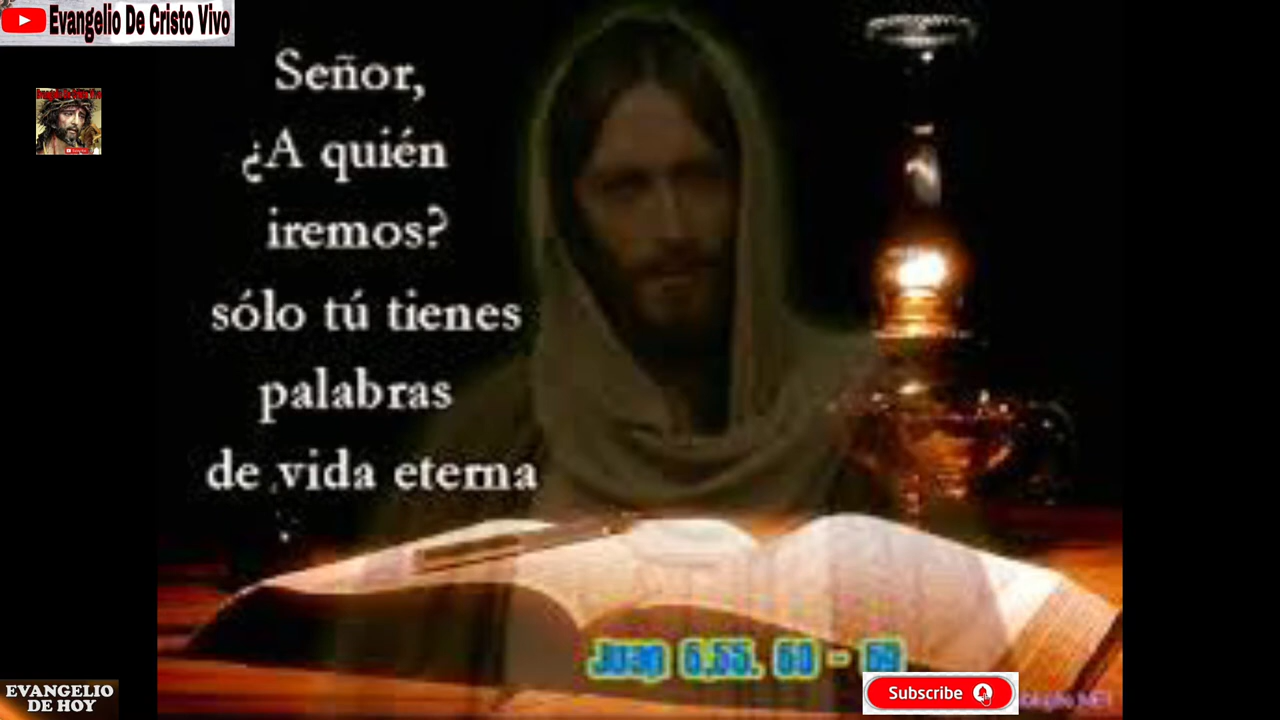 Evangelio De Cristo Vivo
Señor,
¿A quién
iremos?
sólo tú tienes
palabras
de vida eterna
EVANGELIO
DE HOY
Subscribe